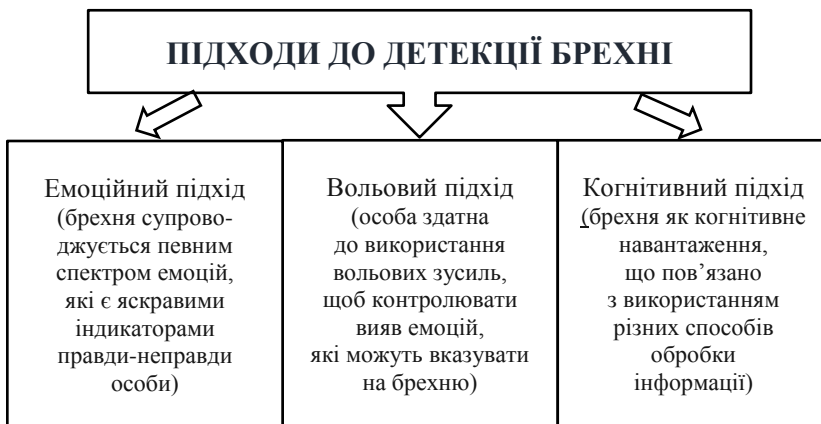 ПІДХОДИ ДО ДЕТЕКЦІЇ БРЕХНІ
Емоційний підхід
(брехня супрово-
джується певним
спектром емоцій,
які є яскравими
індикаторами
правди-неправди
особи)
Вольовий підхід
(особа здатна
до використання
вольових зусиль,
щоб контролювати
вияв емоцій,
які можуть вказувати
на брехню)
Когнітивний підхід
(брехня як когнітивне
навантаження,
що пов’язано
з використанням
різних способів
обробки
інформації)